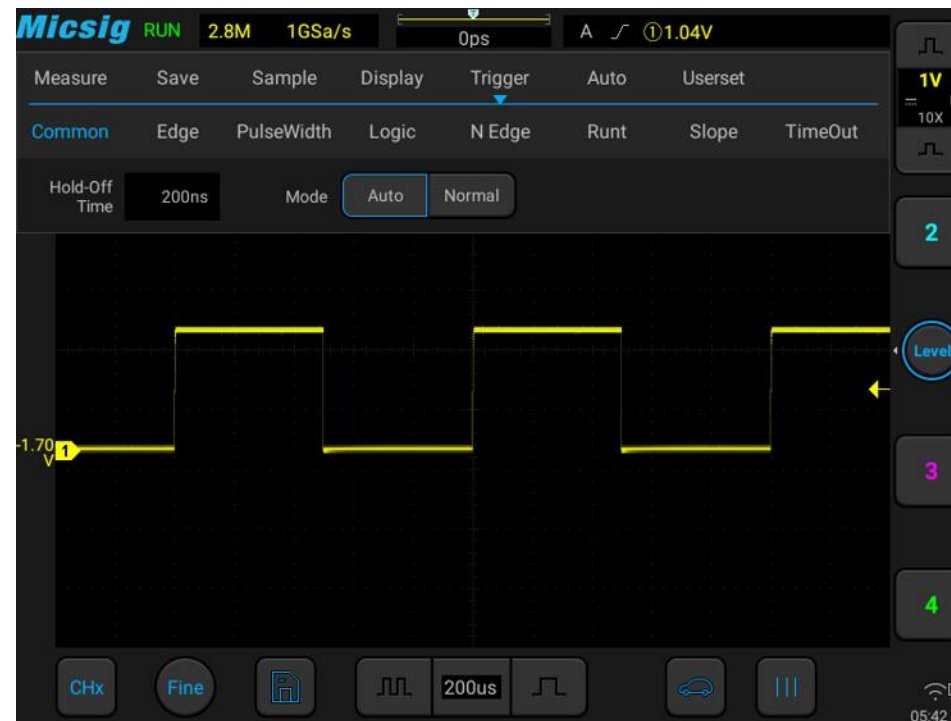 Micsig RUN 2.8M 1GSa/s 0ps A ①1.04V
Measure Save Sample Display Trigger Auto Userset
1V
10X
Common Edge PulseWidth Logic N Edge Runt Slope TimeOut
Hold-Off Time 200ns Mode Auto Normal
2
Level
-1.70 V 1
3
4
CHx Fine 200us
05:42